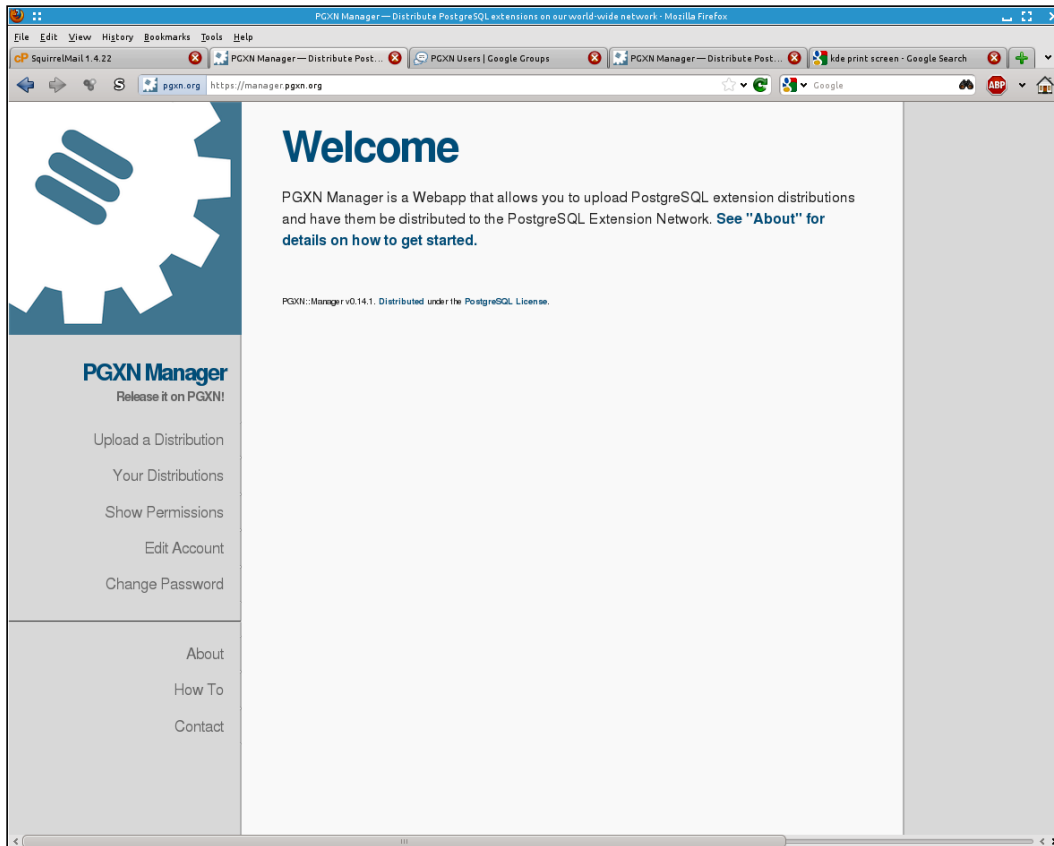 PGXN Manager — Distribute PostgreSQL extensions on our world-wide network - Mozilla Firefox
File Edit View History Bookmarks Tools Help
cP SquirrelMail 1.4.22
PGXN Manager — Distribute Post...
PGXN Users | Google Groups
PGXN Manager — Distribute Post...
kde print screen - Google Search
S pgxn.org https://manager.pgxn.org
Google
ABP
Welcome
PGXN Manager is a Webapp that allows you to upload PostgreSQL extension distributions
and have them be distributed to the PostgreSQL Extension Network. See "About" for
details on how to get started.
PGXN::Manager v0.14.1. Distributed under the PostgreSQL License.
PGXN Manager
Release it on PGXN!
Upload a Distribution
Your Distributions
Show Permissions
Edit Account
Change Password
About
How To
Contact